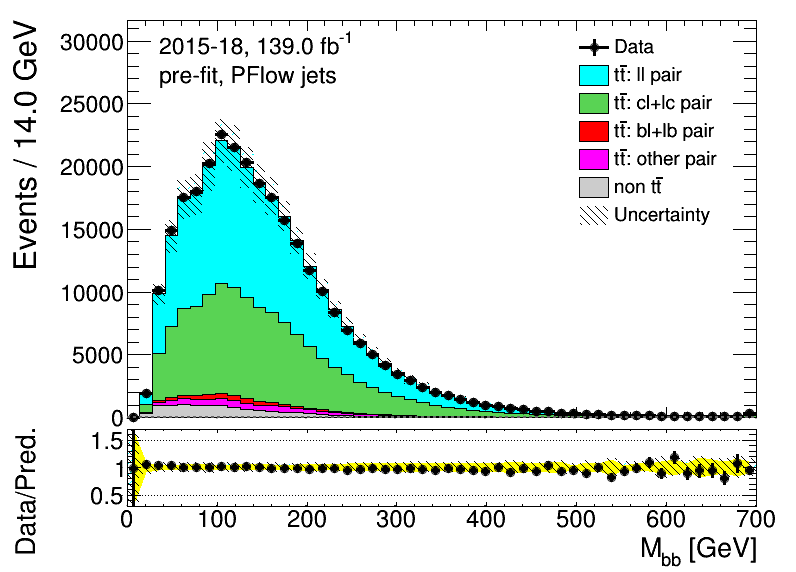 Events / 14.0 GeV
30000
25000
20000
15000
10000
5000
0
2015-18, 139.0 fb⁻¹
pre-fit, PFlow jets
Data
tt̄: ll pair
tt̄: cl+lc pair
tt̄: bl+lb pair
tt̄: other pair
non tt̄
Uncertainty
Data/Pred.
1.5
1
0.5
0 100 200 300 400 500 600 700
M_bb [GeV]